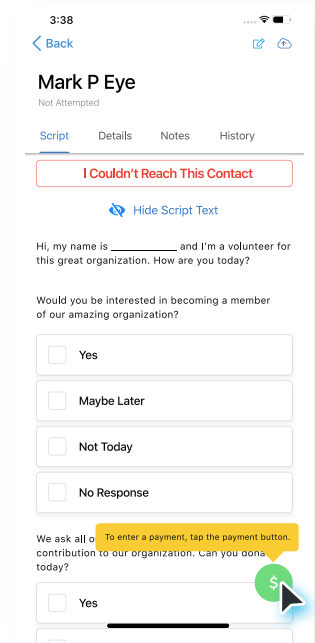 3:38
Back
Mark P Eye
Not Attempted
Script Details Notes History
I Couldn't Reach This Contact
Hide Script Text
Hi, my name is __________ and I'm a volunteer for
this great organization. How are you today?
Would you be interested in becoming a member
of our amazing organization?
Yes
Maybe Later
Not Today
No Response
We ask all o
To enter a payment, tap the payment button.
contribution to our organization. Can you dona
today?
$
Yes